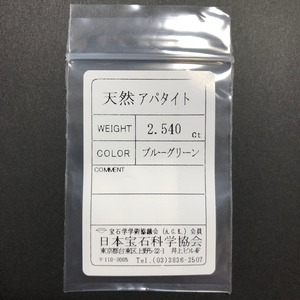 天然 アパタイト
WEIGHT 2.540 ct
COLOR ブルーグリーン
COMMENT
宝石学学術協議会 (A.G.K.) 会員
日本宝石科学協会
東京都台東区上野5-22-1 井上ビル4F
〒110-0005 Tel.(03)3836-2507